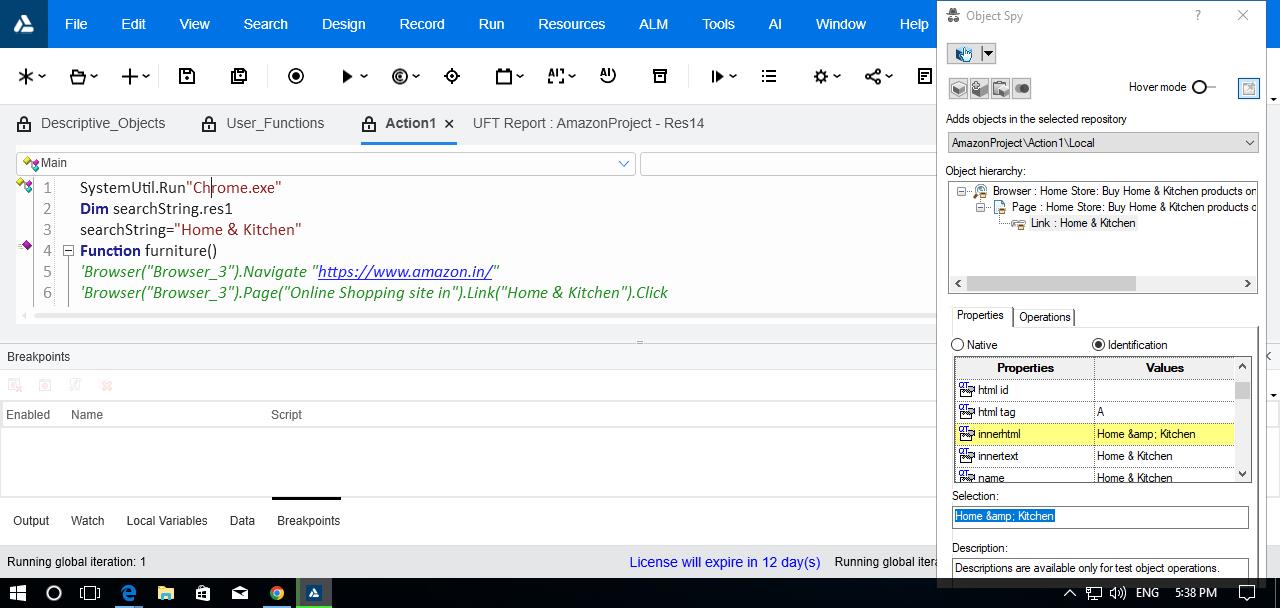 File Edit View Search Design Action Record Run Resources ALM Tools AI Window Help
Descriptive_Objects User_Functions Action1 UFT Report : AmazonProject - Res14
Main
1 SystemUtil.Run"Chrome.exe"
2 Dim searchString.res1
3 searchString="Home & Kitchen"
4 Function furniture()
5 'Browser("Browser_3").Navigate "https://www.amazon.in/"
6 'Browser("Browser_3").Page("Online Shopping site in").Link("Home & Kitchen").Click
Breakpoints
Enabled Name Script
Output Watch Local Variables Data Breakpoints
Running global iteration: 1 License will expire in 12 day(s) Running global itera
Object Spy
Hover mode
Adds objects in the selected repository
AmazonProject\Action1\Local
Object hierarchy:
Browser : Home Store: Buy Home & Kitchen products on
Page : Home Store: Buy Home & Kitchen products o
Link : Home & Kitchen
Properties Operations
Native Identification
Properties Values
html id
html tag A
innerhtml Home &amp; Kitchen
innertext Home & Kitchen
name Home & Kitchen
Selection:
Home &amp; Kitchen
Description:
Descriptions are available only for test object operations.
ENG 5:38 PM